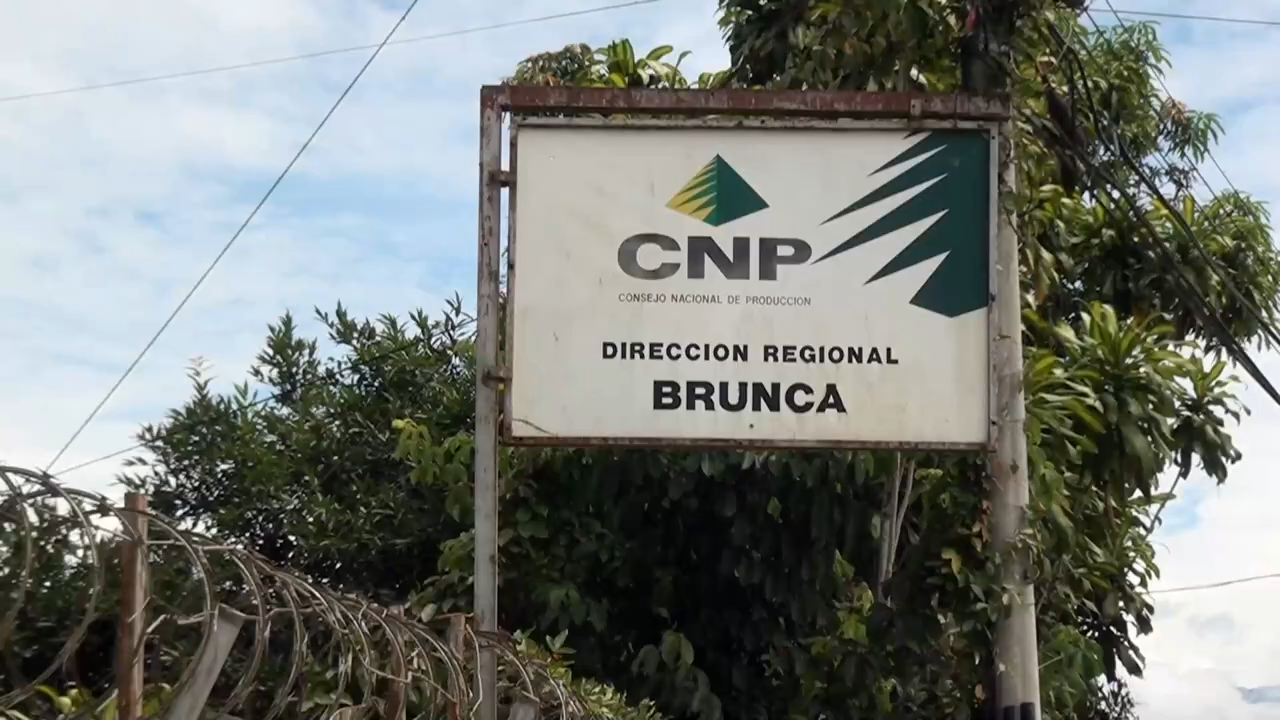 CNP
CONSEJO NACIONAL DE PRODUCCION
DIRECCION REGIONAL
BRUNCA